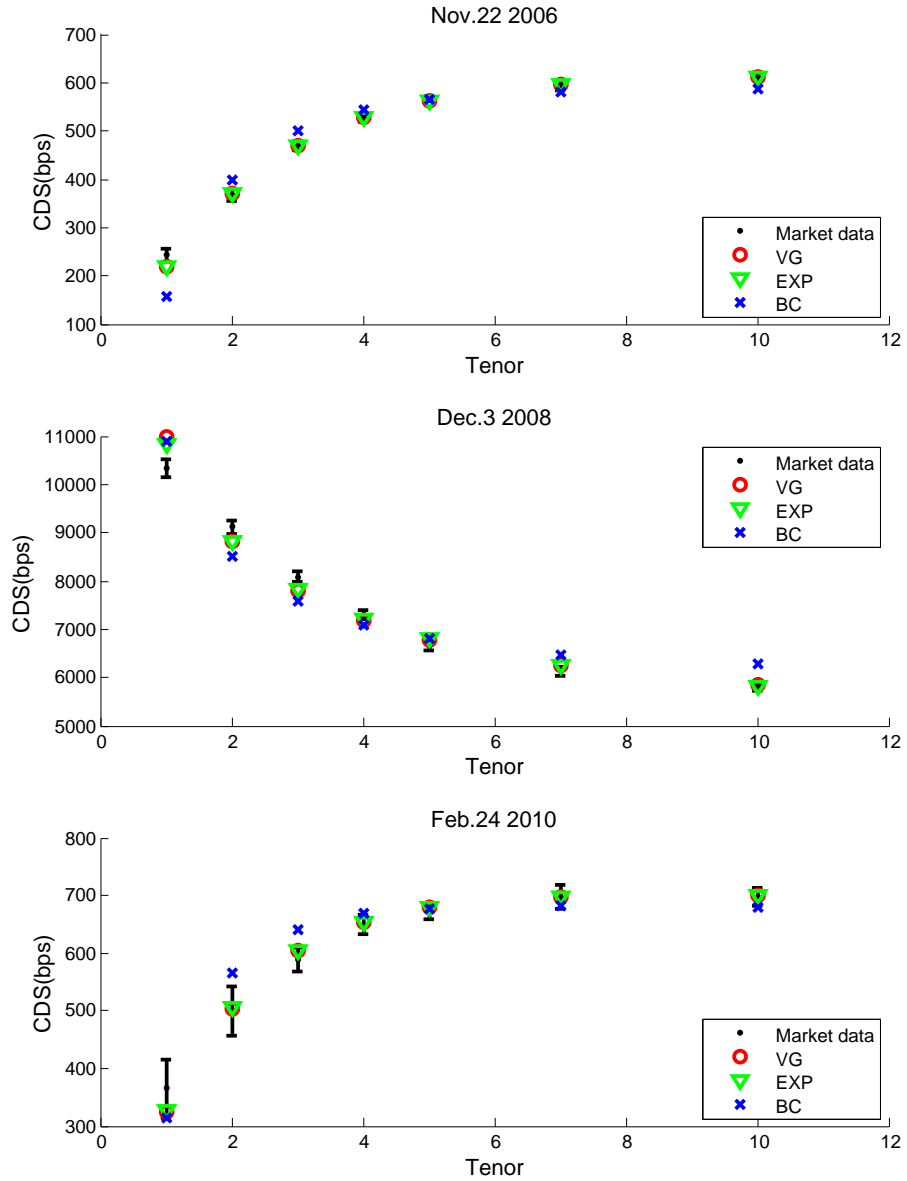 Nov.22 2006
700
600
500
400
300
200
100
CDS(bps)
Market data
VG
EXP
BC
0 2 4 6 8 10 12
Tenor
Dec.3 2008
11000
10000
9000
8000
7000
6000
5000
CDS(bps)
Market data
VG
EXP
BC
0 2 4 6 8 10 12
Tenor
Feb.24 2010
800
700
600
500
400
300
CDS(bps)
Market data
VG
EXP
BC
0 2 4 6 8 10 12
Tenor